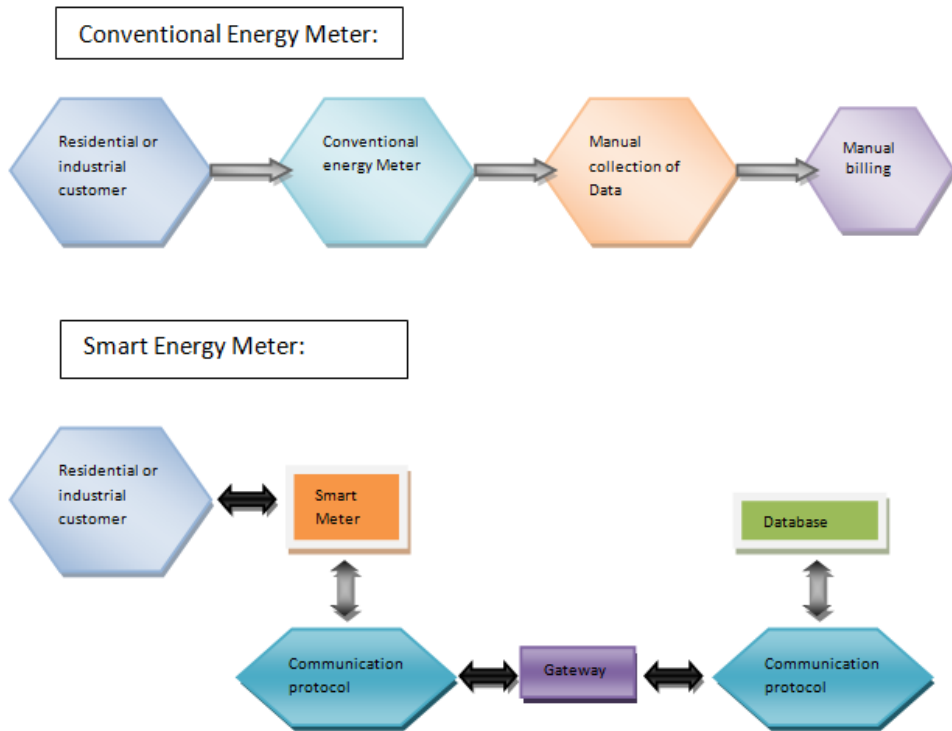 Conventional Energy Meter:
Residential or
industrial
customer
Conventional
energy Meter
Manual
collection of
Data
Manual
billing
Smart Energy Meter:
Residential or
industrial
customer
Smart
Meter
Database
Communication
protocol
Gateway
Communication
protocol